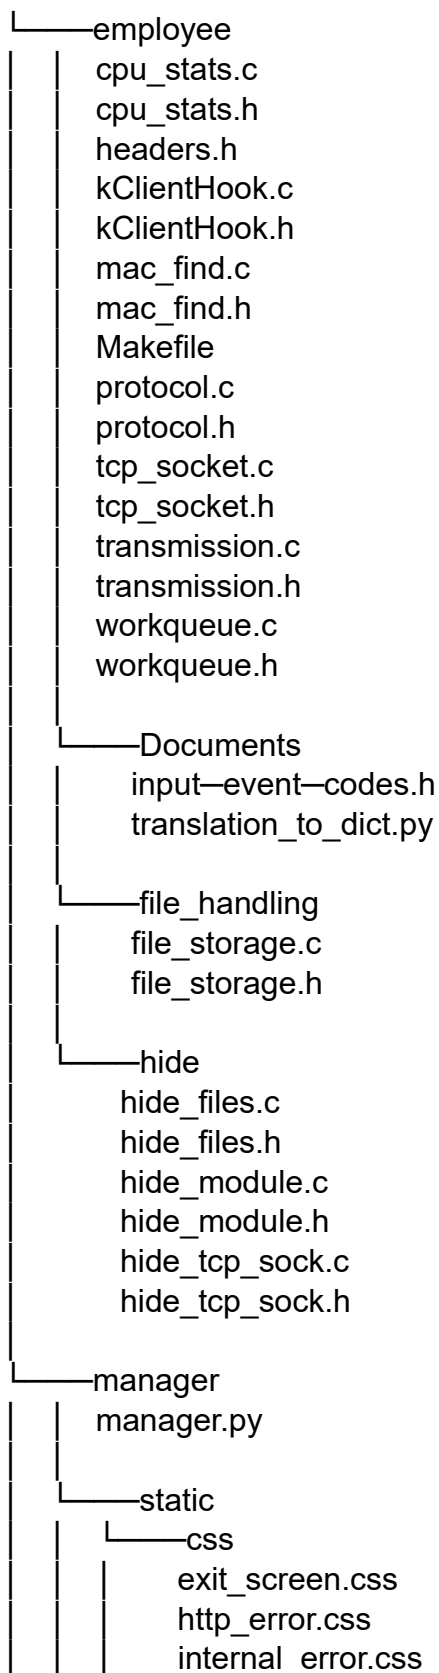 employee
cpu_stats.c
cpu_stats.h
headers.h
kClientHook.c
kClientHook.h
mac_find.c
mac_find.h
Makefile
protocol.c
protocol.h
tcp_socket.c
tcp_socket.h
transmission.c
transmission.h
workqueue.c
workqueue.h
Documents
input─event─codes.h
translation_to_dict.py
file_handling
file_storage.c
file_storage.h
hide
hide_files.c
hide_files.h
hide_module.c
hide_module.h
hide_tcp_sock.c
hide_tcp_sock.h
manager
manager.py
static
css
exit_screen.css
http_error.css
internal_error.css